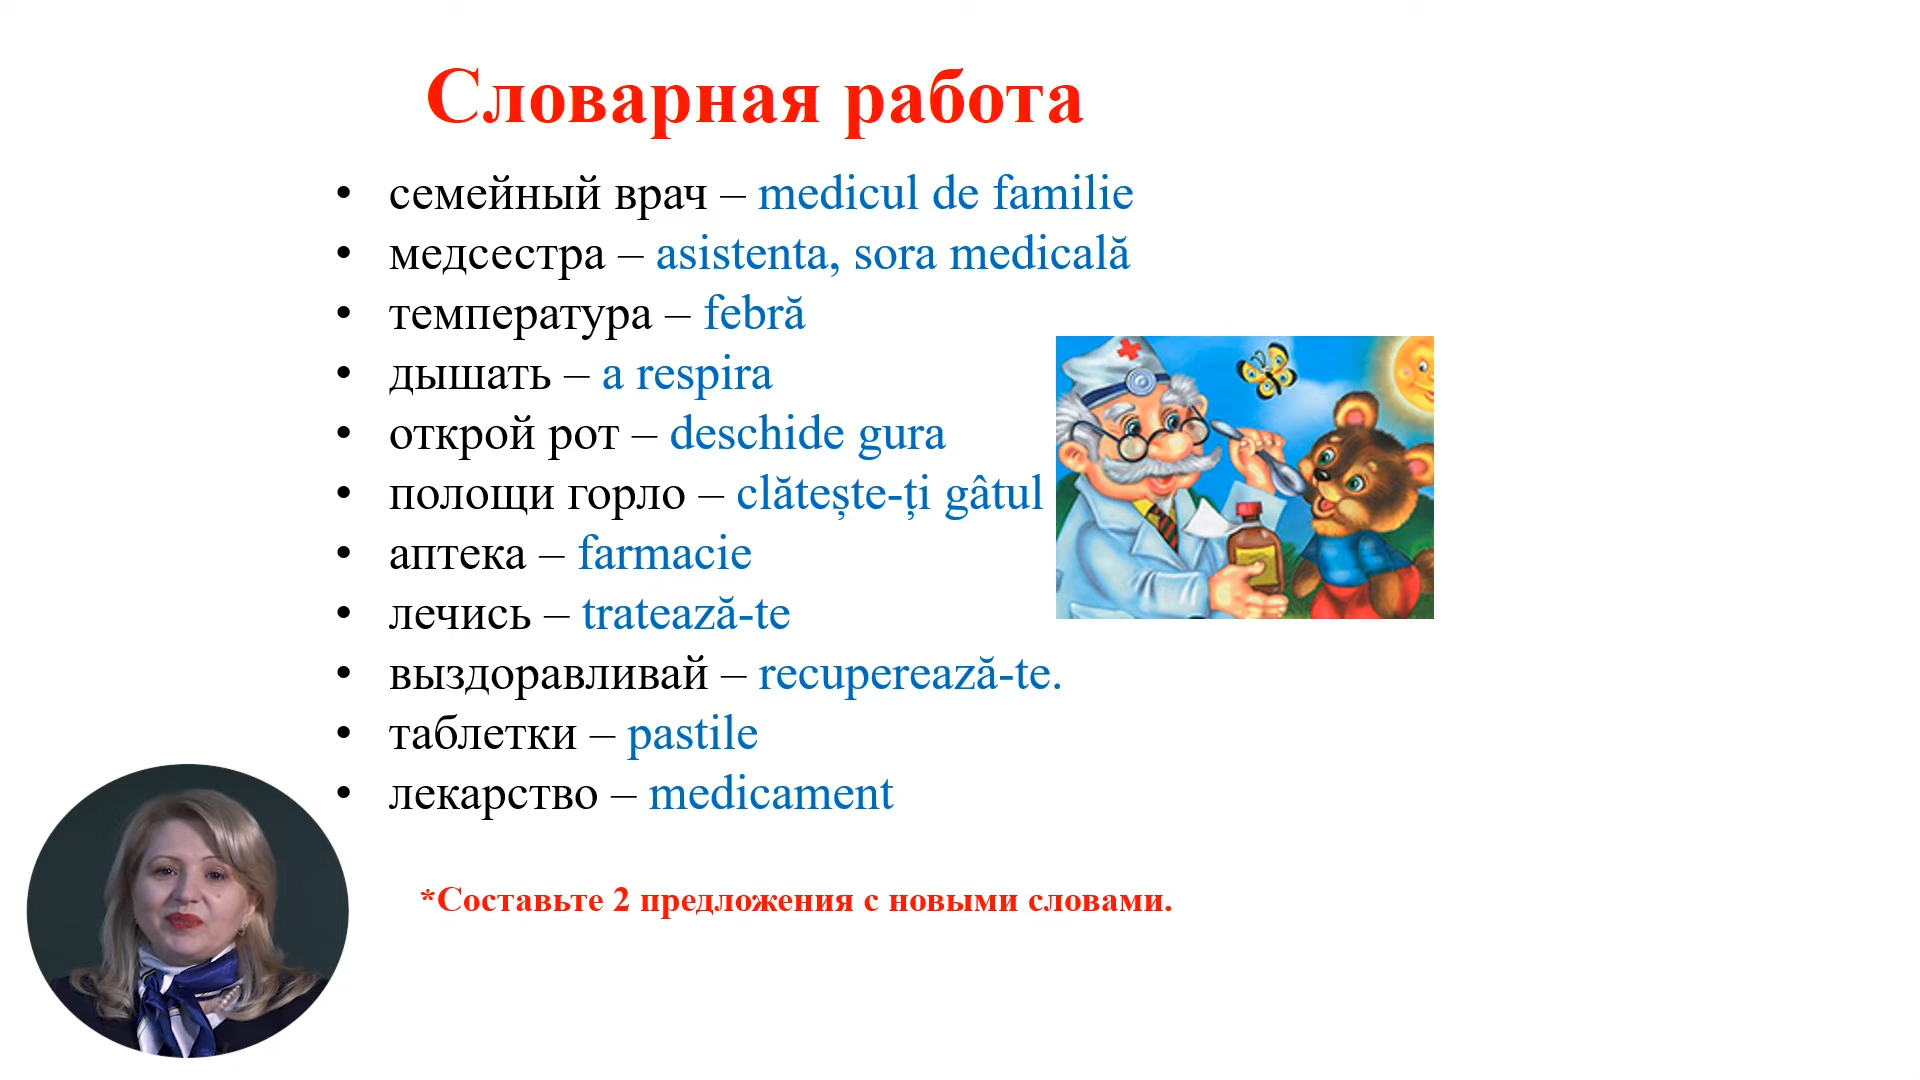 Словарная работа
• семейный врач – medicul de familie
• медсестра – asistenta, sora medicală
• температура – febră
• дышать – a respira
• открой рот – deschide gura
• полощи горло – clătește-ți gâtul
• аптека – farmacie
• лечись – tratează-te
• выздоравливай – recuperează-te.
• таблетки – pastile
• лекарство – medicament
*Составьте 2 предложения с новыми словами.